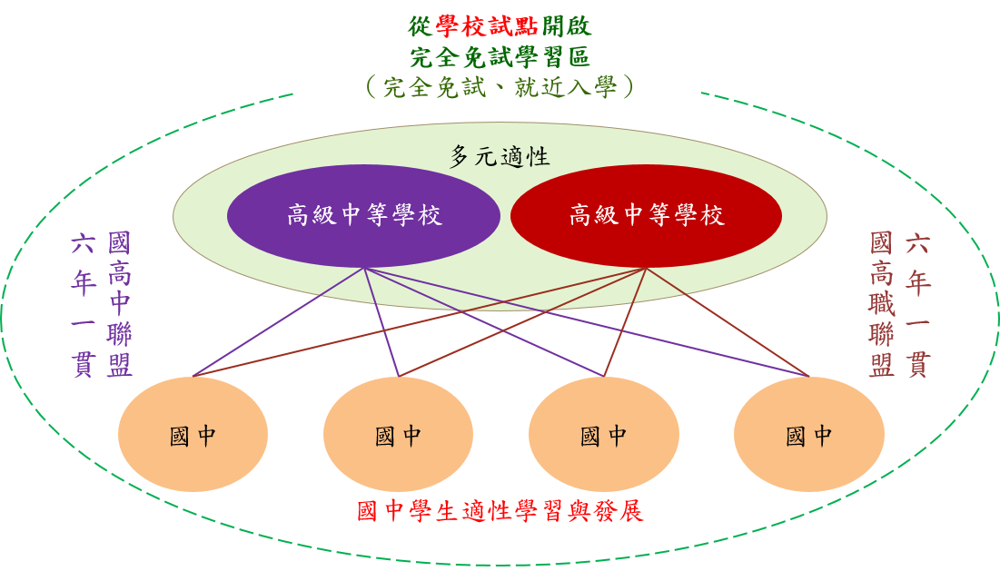 從學校試點開啟
完全免試學習區
（完全免試、就近入學）
多元適性
高級中等學校
高級中等學校
國高中聯盟
六年一貫
六年一貫
國高職聯盟
國中
國中
國中
國中
國中學生適性學習與發展